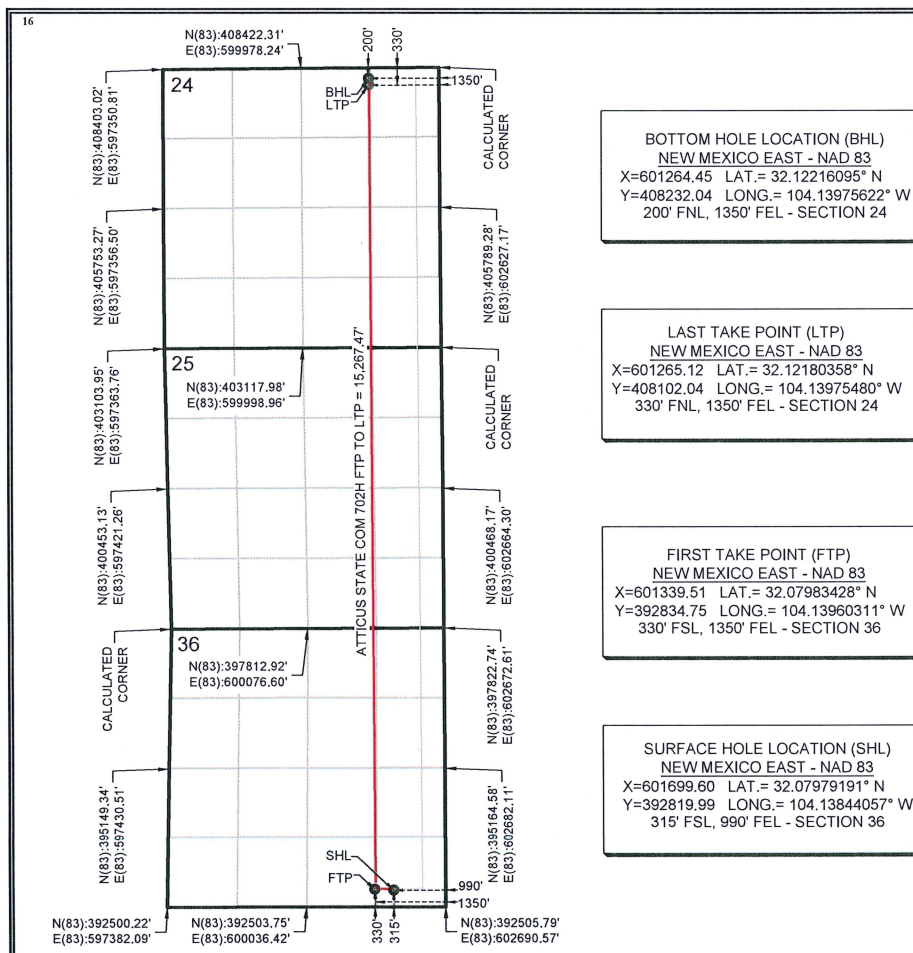 16
N(83):408422.31'
E(83):599978.24'
200'
330'
1350'
24
BHL
LTP
N(83):408403.02'
E(83):597350.81'
CALCULATED
CORNER
N(83):405753.27'
E(83):597356.50'
N(83):405789.28'
E(83):602627.17'
25
N(83):403117.98'
E(83):599998.96'
N(83):403103.95'
E(83):597363.76'
CALCULATED
CORNER
ATTICUS STATE COM 702H FTP TO LTP = 15,267.47'
N(83):400453.13'
E(83):597421.26'
N(83):400468.17'
E(83):602664.30'
36
N(83):397812.92'
E(83):600076.60'
CALCULATED
CORNER
N(83):397822.74'
E(83):602672.61'
N(83):395149.34'
E(83):597430.51'
N(83):395164.58'
E(83):602682.11'
SHL
FTP
990'
1350'
330'
315'
N(83):392500.22'
E(83):597382.09'
N(83):392503.75'
E(83):600036.42'
N(83):392505.79'
E(83):602690.57'
BOTTOM HOLE LOCATION (BHL)
NEW MEXICO EAST - NAD 83
X=601264.45 LAT.= 32.12216095° N
Y=408232.04 LONG.= 104.13975622° W
200' FNL, 1350' FEL - SECTION 24
LAST TAKE POINT (LTP)
NEW MEXICO EAST - NAD 83
X=601265.12 LAT.= 32.12180358° N
Y=408102.04 LONG.= 104.13975480° W
330' FNL, 1350' FEL - SECTION 24
FIRST TAKE POINT (FTP)
NEW MEXICO EAST - NAD 83
X=601339.51 LAT.= 32.07983428° N
Y=392834.75 LONG.= 104.13960311° W
330' FSL, 1350' FEL - SECTION 36
SURFACE HOLE LOCATION (SHL)
NEW MEXICO EAST - NAD 83
X=601699.60 LAT.= 32.07979191° N
Y=392819.99 LONG.= 104.13844057° W
315' FSL, 990' FEL - SECTION 36